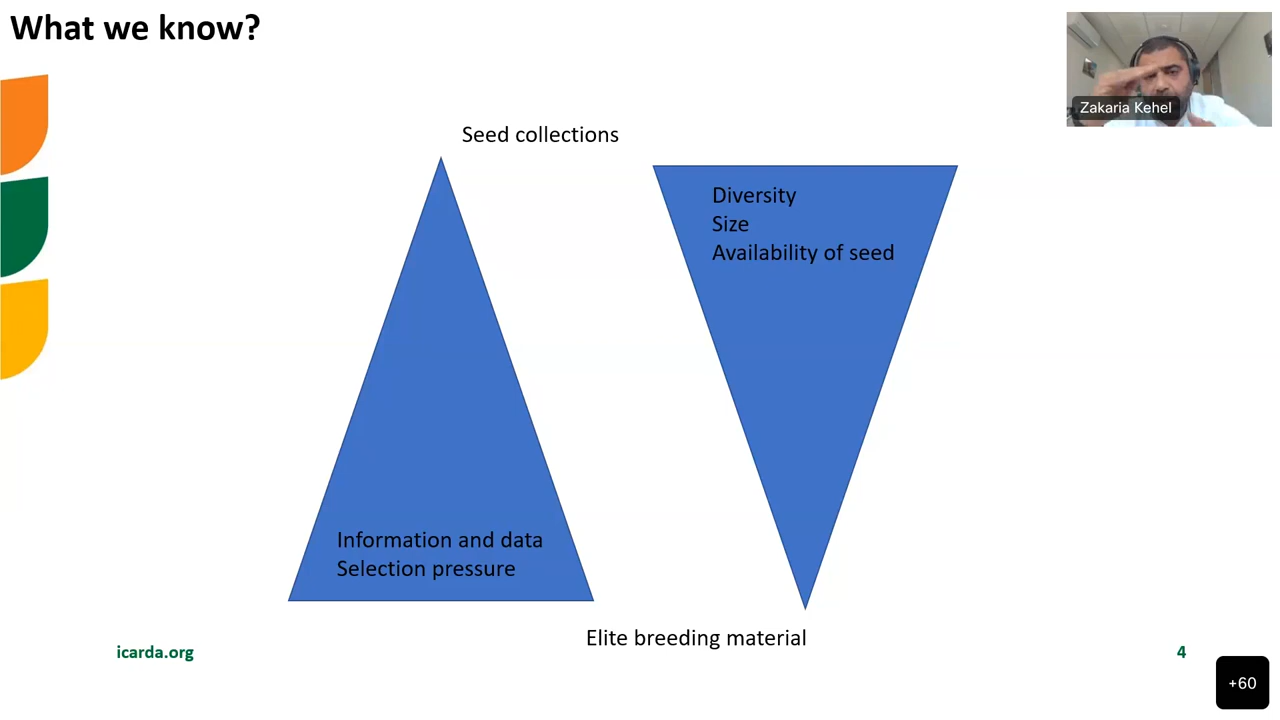 What we know?
Zakaria Kehel
Seed collections
Diversity
Size
Availability of seed
Information and data
Selection pressure
Elite breeding material
icarda.org
4
+60